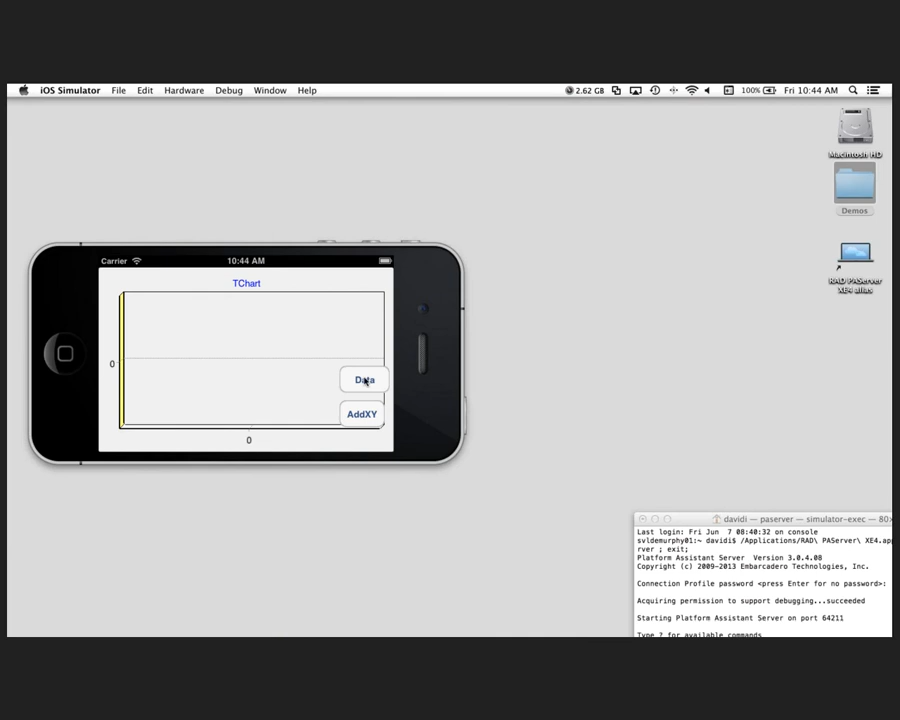 iOS Simulator File Edit Hardware Debug Window Help 2.62 GB 100% Fri 10:44 AM
Macintosh HD
Demos
RAD PAServer
XE4 alias
Carrier 10:44 AM
TChart
0
Data
AddXY
0
davidi — paserver — simulator-exec — 80×
Last login: Fri Jun 7 08:40:32 on console
svldemurphy01:~ davidi$ /Applications/RAD\ PAServer\ XE4.ap
rver ; exit;
Platform Assistant Server Version 3.0.4.08
Copyright (c) 2009-2013 Embarcadero Technologies, Inc.
Connection Profile password <press Enter for no password>:
Acquiring permission to support debugging...succeeded
Starting Platform Assistant Server on port 64211
Type ? for available commands